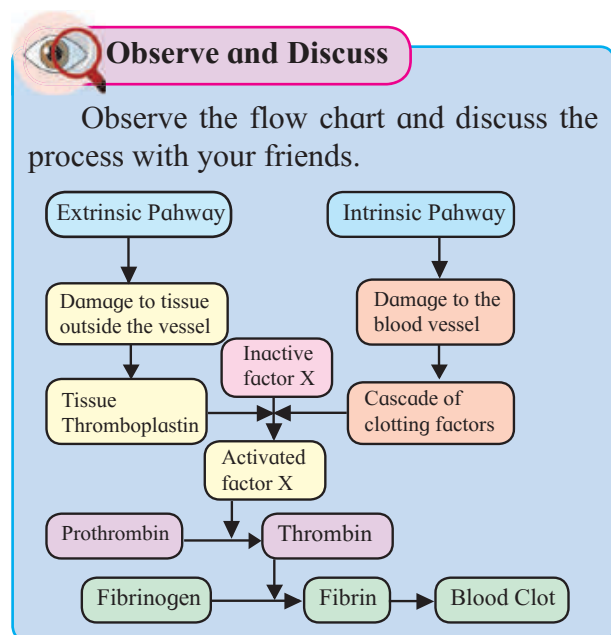 Observe and Discuss
Observe the flow chart and discuss the
process with your friends.
Extrinsic Pahway
Intrinsic Pahway
Damage to tissue
outside the vessel
Damage to the
blood vessel
Inactive
factor X
Tissue
Thromboplastin
Cascade of
clotting factors
Activated
factor X
Prothrombin
Thrombin
Fibrinogen
Fibrin
Blood Clot